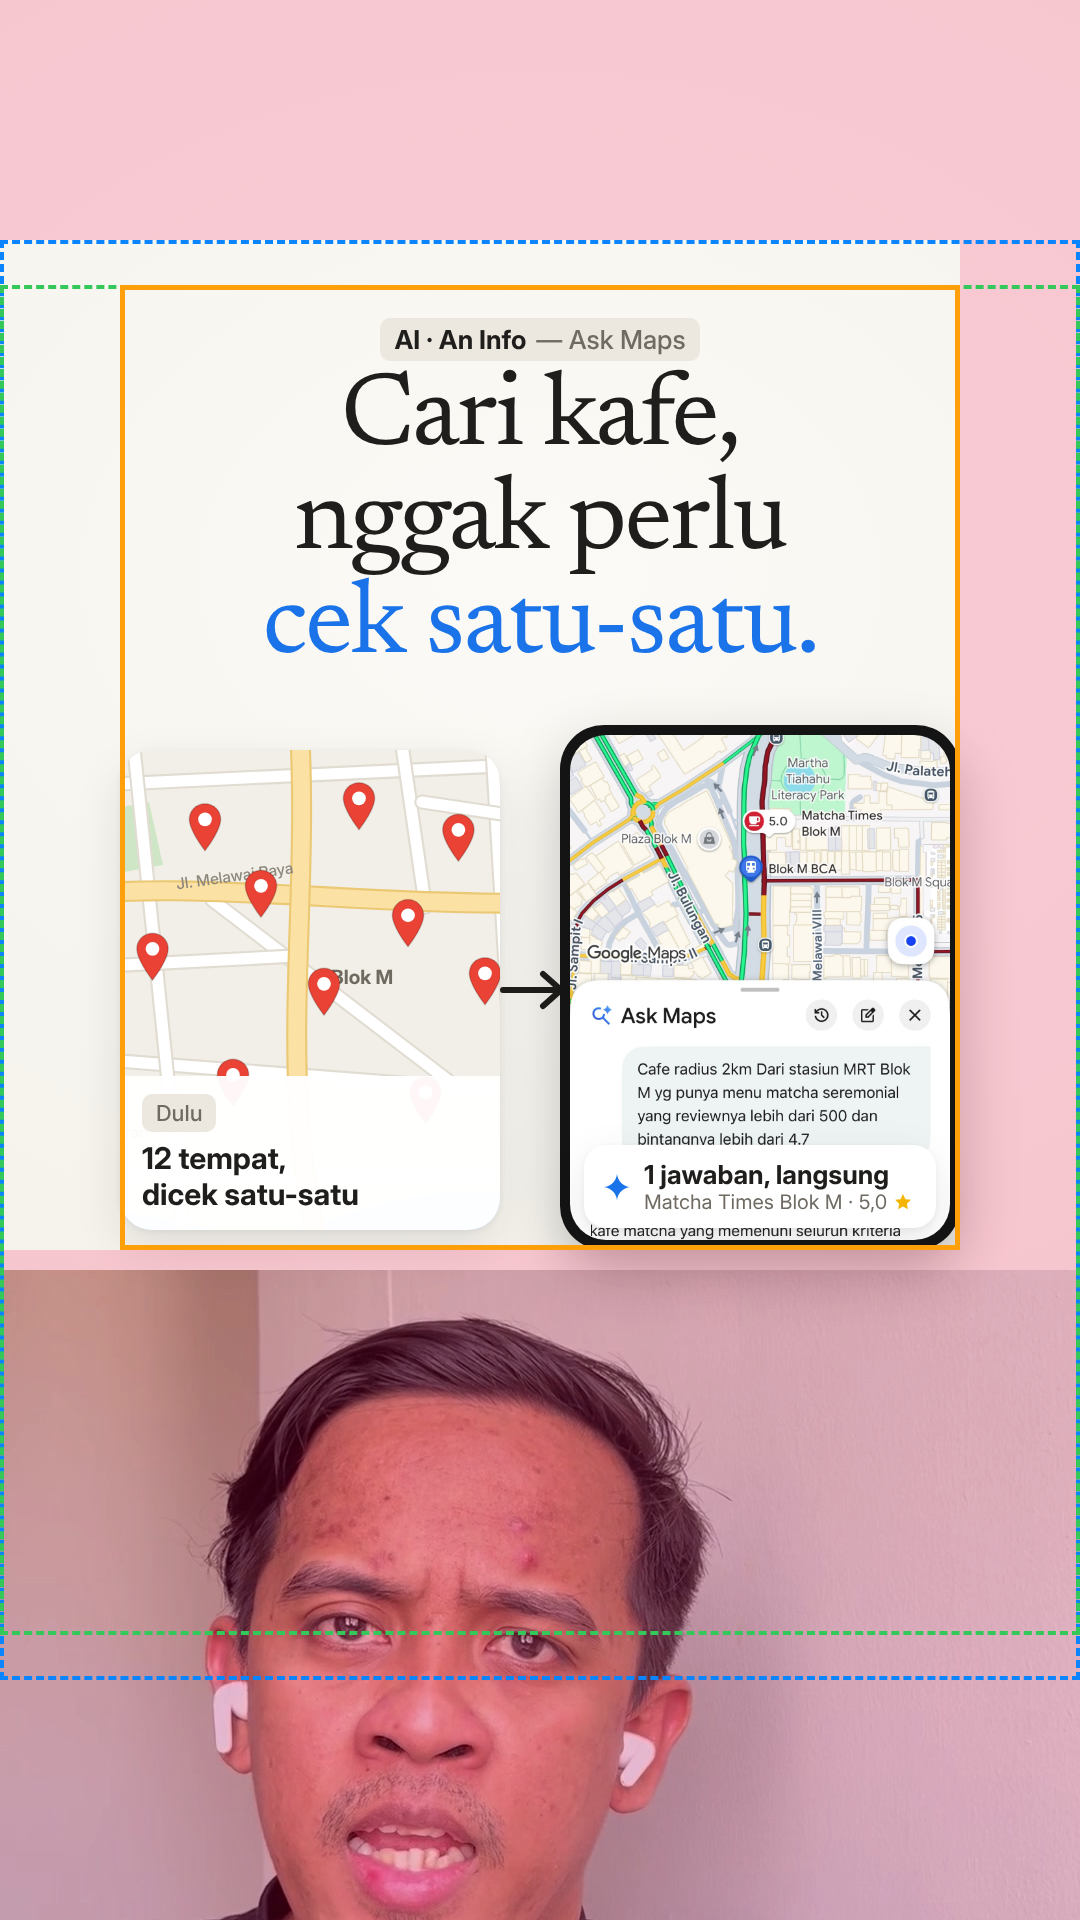 AI · An Info — Ask Maps
Cari kafe,
nggak perlu
cek satu-satu.
Jl. Melawai Raya
Blok M
Dulu
12 tempat,
dicek satu-satu
Martha
Tiahahu
Literacy Park
Jl. Palateh
5.0
Matcha Times
Blok M
Plaza Blok M
Blok M BCA
Blok M Squa
Jl. Bulungan
Melawai VIII
Jl. Sampit I
Google Maps
Ask Maps
Cafe radius 2km Dari stasiun MRT Blok
M yg punya menu matcha seremonial
yang reviewnya lebih dari 500 dan
bintangnya lebih dari 4.7
1 jawaban, langsung
Matcha Times Blok M · 5,0
kafe matcha yang memenuhi seluruh kriteria